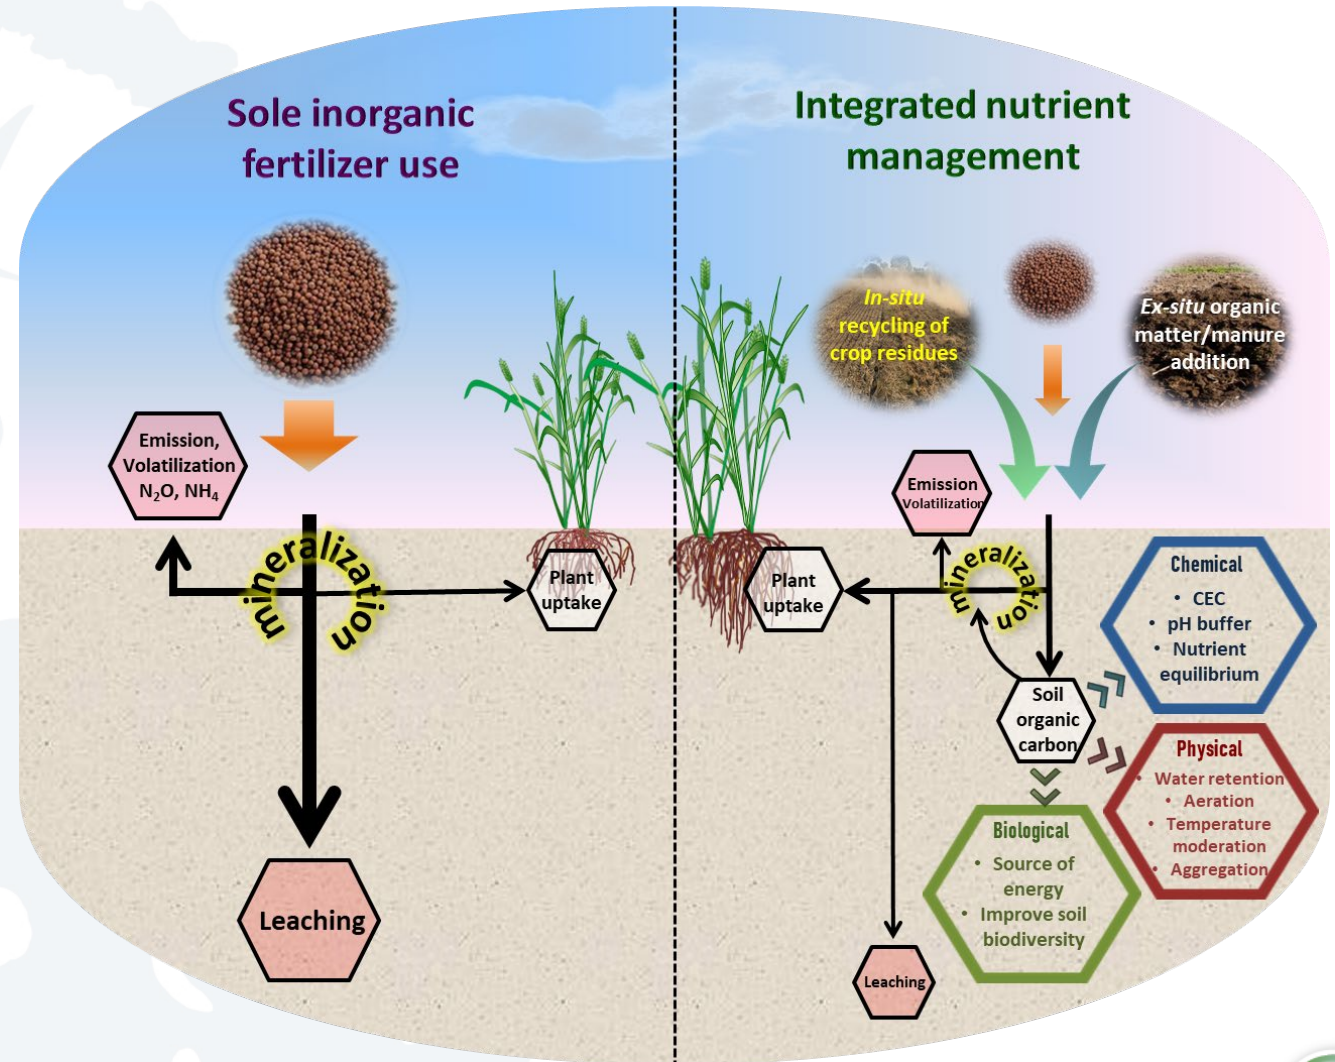 Sole inorganic
fertilizer use
Emission,
Volatilization
N₂O, NH₄
mineralization
Plant
uptake
Leaching
Integrated nutrient
management
In-situ
recycling of
crop residues
Ex-situ organic
matter/manure
addition
Emission
Volatilization
mineralization
Plant
uptake
Soil
organic
carbon
Chemical
• CEC
• pH buffer
• Nutrient
equilibrium
Physical
• Water retention
• Aeration
• Temperature
moderation
• Aggregation
Biological
• Source of
energy
• Improve soil
biodiversity
Leaching